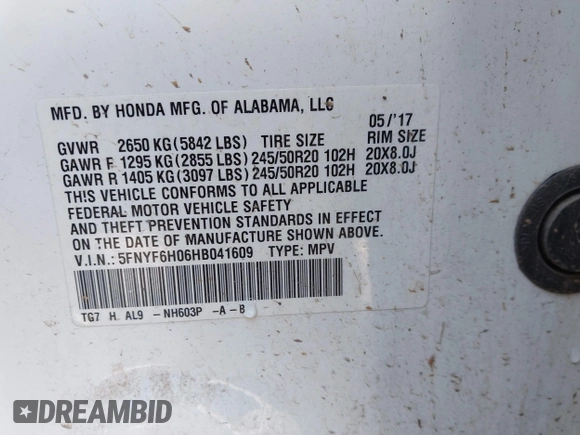 MFD. BY HONDA MFG. OF ALABAMA, LLC
05/'17
GVWR 2650 KG (5842 LBS) TIRE SIZE RIM SIZE
GAWR F 1295 KG (2855 LBS) 245/50R20 102H 20X8.0J
GAWR R 1405 KG (3097 LBS) 245/50R20 102H 20X8.0J
THIS VEHICLE CONFORMS TO ALL APPLICABLE
FEDERAL MOTOR VEHICLE SAFETY
AND THEFT PREVENTION STANDARDS IN EFFECT
ON THE DATE OF MANUFACTURE SHOWN ABOVE.
V.I.N.: 5FNYF6H06HB041609 TYPE: MPV
TG7 H. AL9 - NH603P -A-B
DREAMBID